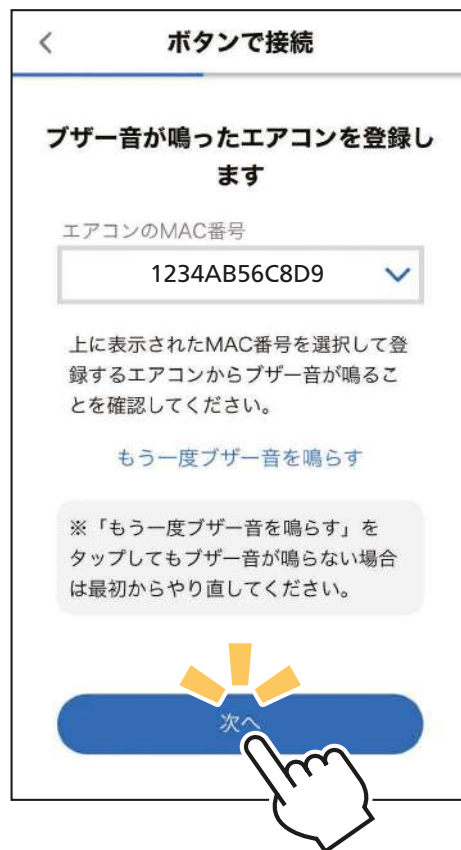 ボタンで接続
ブザー音が鳴ったエアコンを登録し
ます
エアコンのMAC番号
1234AB56C8D9
上に表示されたMAC番号を選択して登
録するエアコンからブザー音が鳴るこ
とを確認してください。
もう一度ブザー音を鳴らす
※「もう一度ブザー音を鳴らす」を
タップしてもブザー音が鳴らない場合
は最初からやり直してください。
次へ